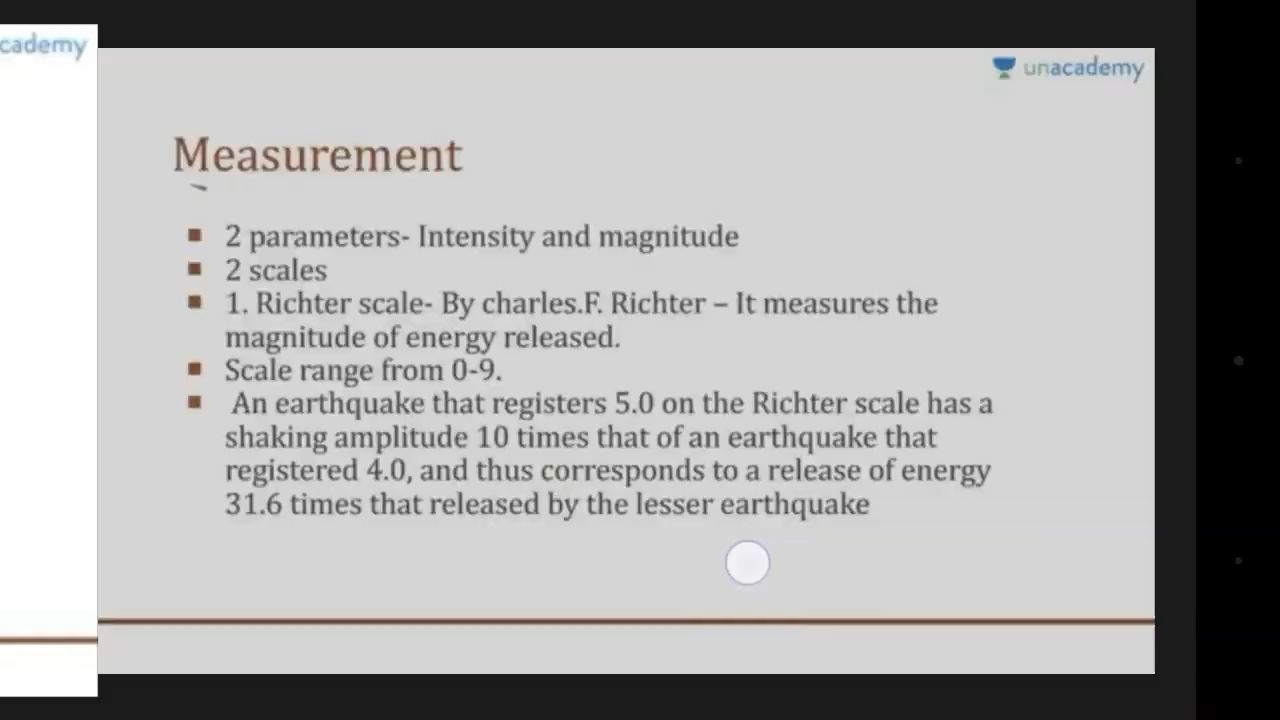 cademy
unacademy
Measurement
2 parameters- Intensity and magnitude
2 scales
1. Richter scale- By charles.F. Richter – It measures the
magnitude of energy released.
Scale range from 0-9.
An earthquake that registers 5.0 on the Richter scale has a
shaking amplitude 10 times that of an earthquake that
registered 4.0, and thus corresponds to a release of energy
31.6 times that released by the lesser earthquake